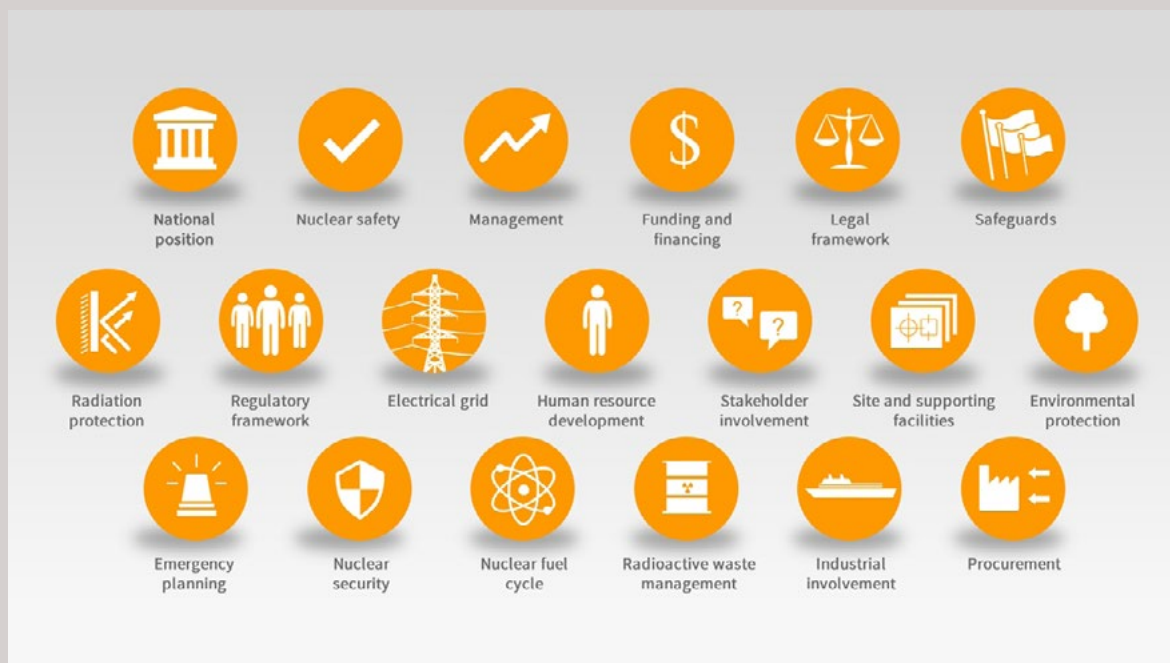 $
National
position
Nuclear safety
Management
Funding and
financing
Legal
framework
Safeguards
? ?
Radiation
protection
Regulatory
framework
Electrical grid
Human resource
development
Stakeholder
involvement
Site and supporting
facilities
Environmental
protection
Emergency
planning
Nuclear
security
Nuclear fuel
cycle
Radioactive waste
management
Industrial
involvement
Procurement